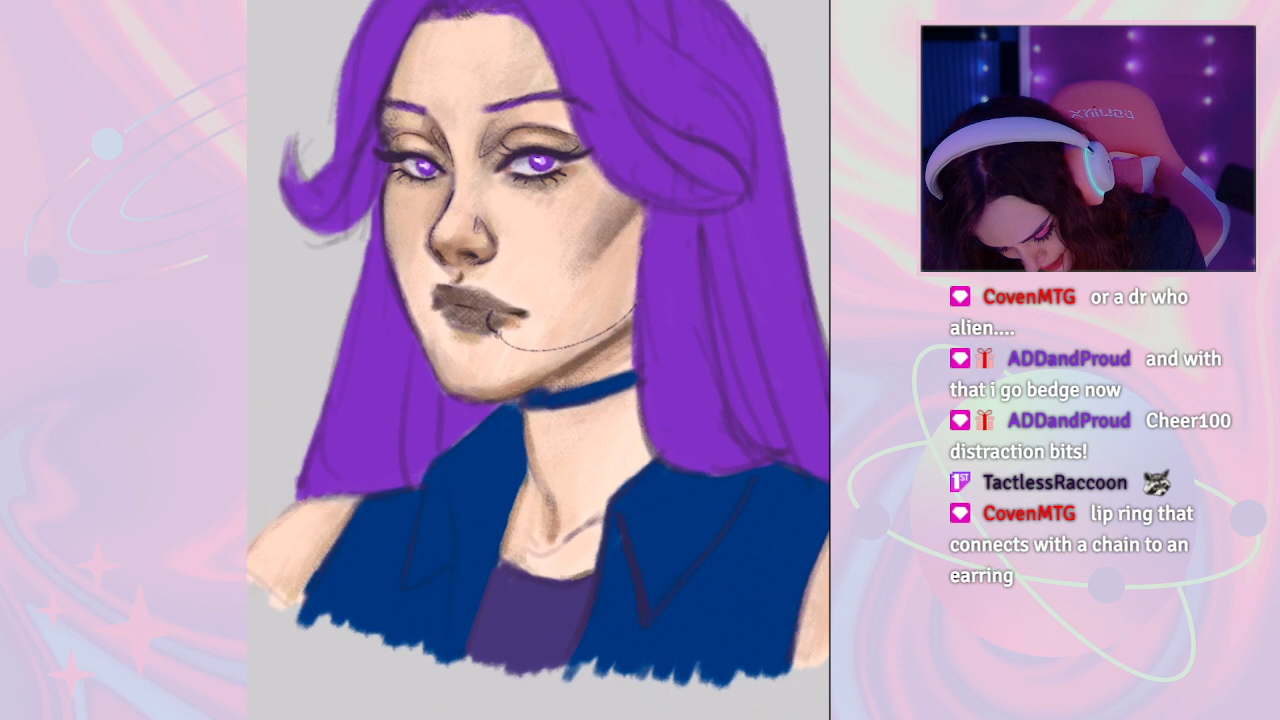 CovenMTG or a dr who
alien....
ADDandProud and with
that i go bedge now
ADDandProud Cheer100
distraction bits!
1ST TactlessRaccoon
CovenMTG lip ring that
connects with a chain to an
earring